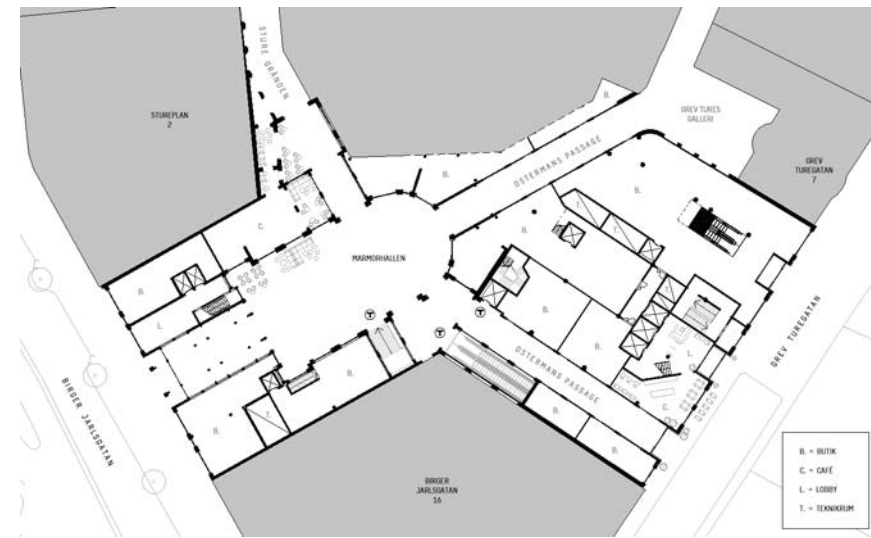 STUREPLAN
2
STURE GRÄNDEN
B.
GREV TURES
GALLERI
ÖSTERMANS PASSAGE
GREV
TUREGATAN
7
B.
B.
T.
T.
B.
C.
MARMORHALLEN
B.
L.
B.
B.
L.
B.
T.
B.
ÖSTERMANS PASSAGE
C.
B.
B.
GREV TUREGATAN
BIRGER JARLSGATAN
BIRGER
JARLSGATAN
16
B. = BUTIK
C. = CAFÉ
L. = LOBBY
T. = TEKNIKRUM